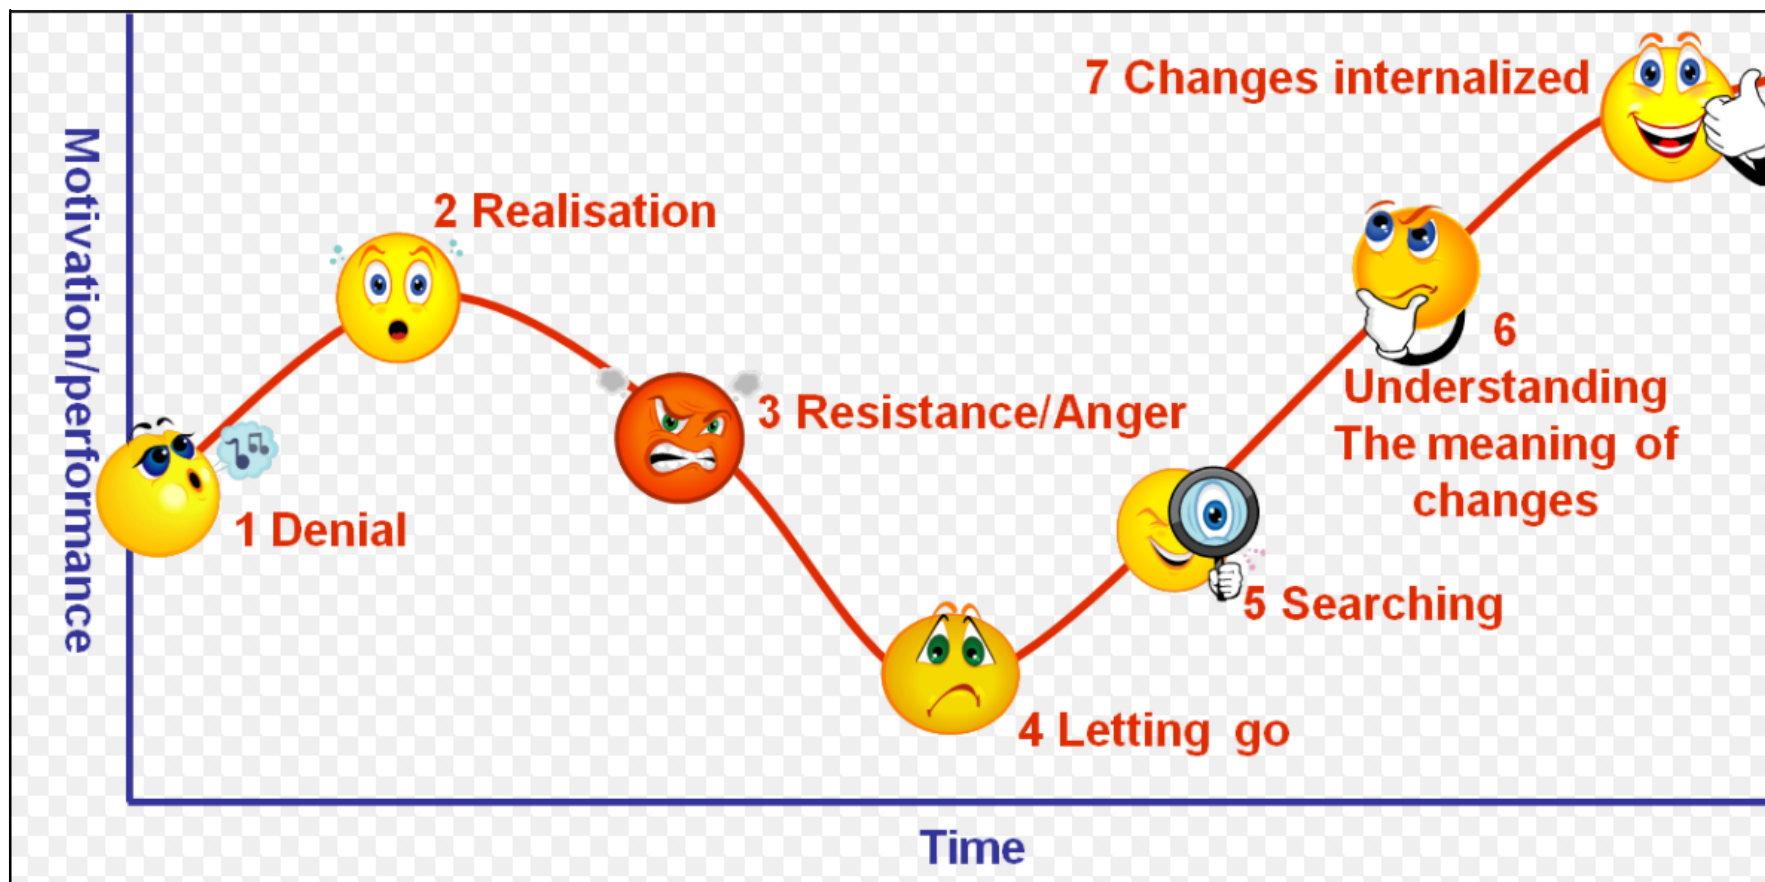 Motivation/performance
1 Denial
2 Realisation
3 Resistance/Anger
4 Letting go
5 Searching
6
Understanding
The meaning of
changes
7 Changes internalized
Time